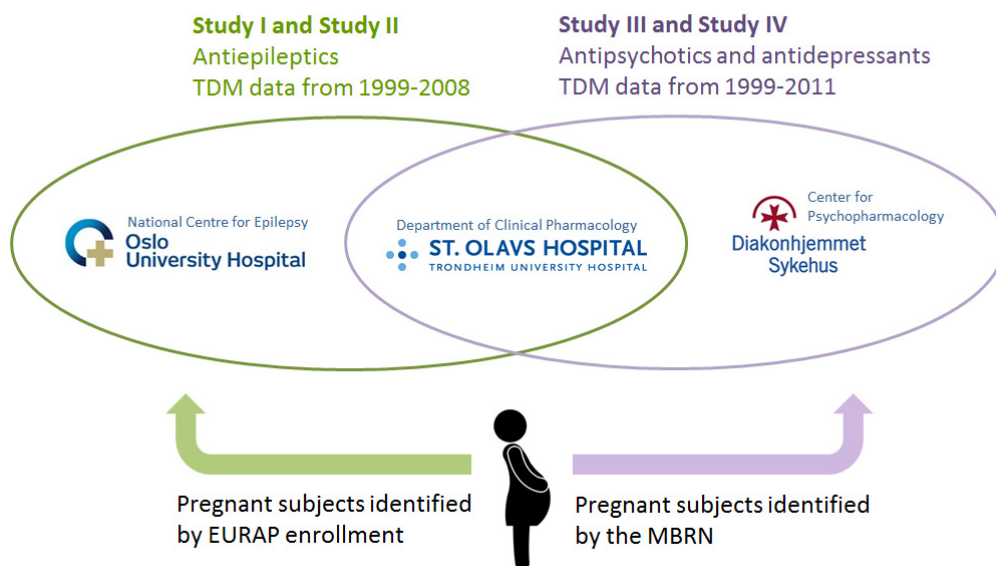 Study I and Study II
Antiepileptics
TDM data from 1999-2008
Study III and Study IV
Antipsychotics and antidepressants
TDM data from 1999-2011
National Centre for Epilepsy
Oslo
University Hospital
Department of Clinical Pharmacology
ST. OLAVS HOSPITAL
TRONDHEIM UNIVERSITY HOSPITAL
Center for
Psychopharmacology
Diakonhjemmet
Sykehus
Pregnant subjects identified
by EURAP enrollment
Pregnant subjects identified
by the MBRN